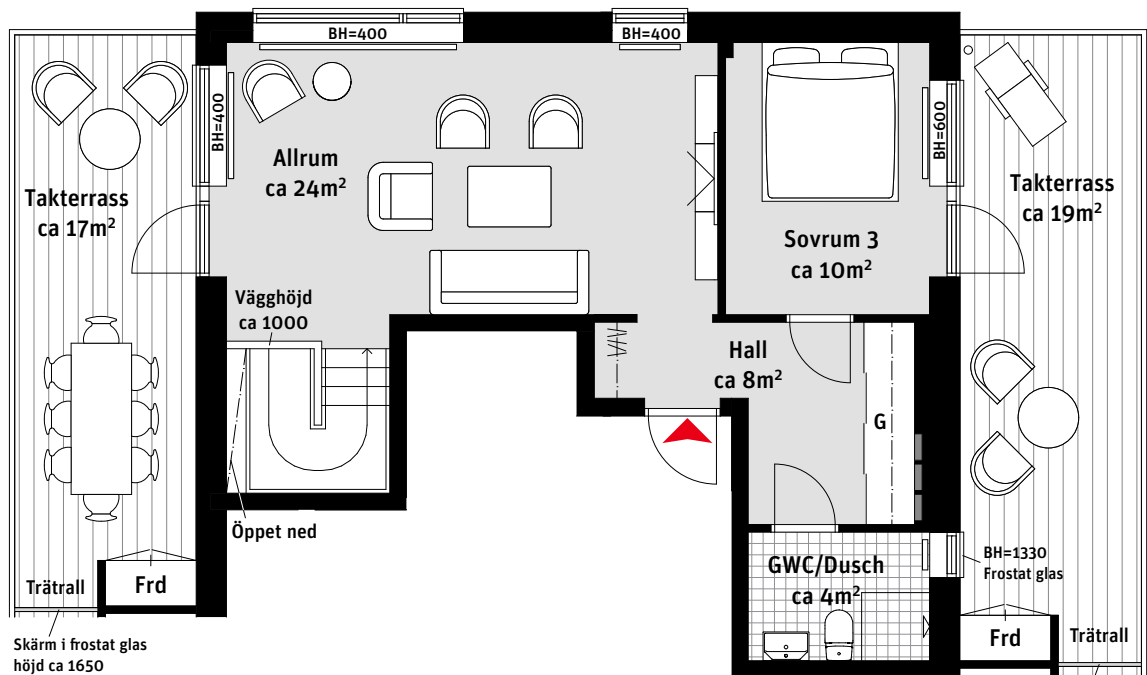 BH=400
BH=400
BH=400
BH=600
Allrum
ca 24m²
Takterrass
ca 17m²
Takterrass
ca 19m²
Sovrum 3
ca 10m²
Vägghöjd
ca 1000
Hall
ca 8m²
G
Öppet ned
GWC/Dusch
ca 4m²
BH=1330
Frostat glas
Trätrall
Frd
Frd
Trätrall
Skärm i frostat glas
höjd ca 1650